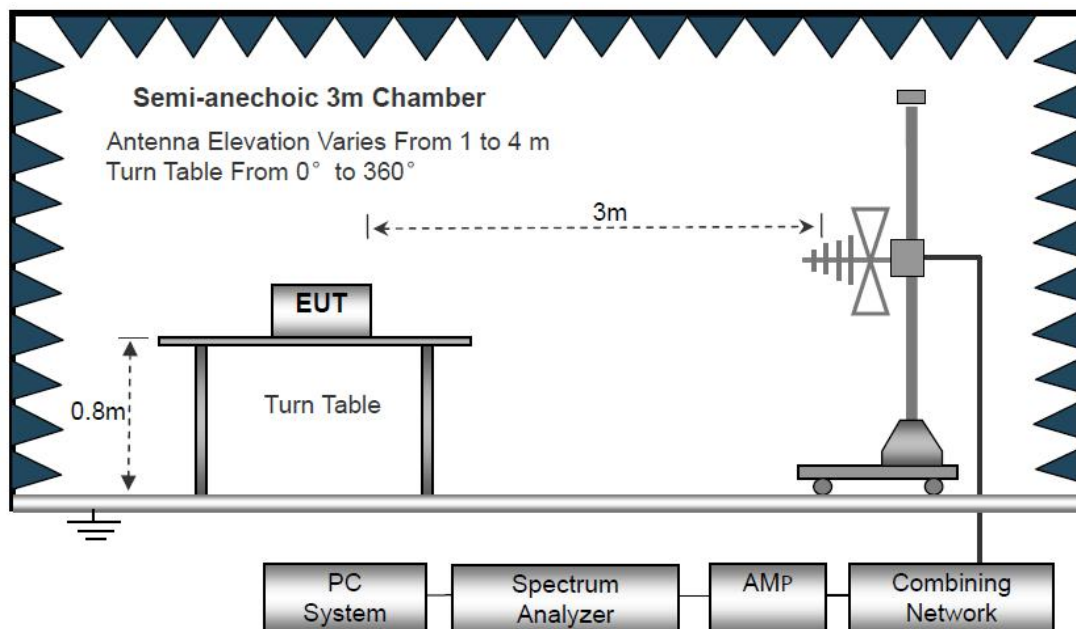 Semi-anechoic 3m Chamber
Antenna Elevation Varies From 1 to 4 m
Turn Table From 0° to 360°
3m
EUT
0.8m
Turn Table
PC
System
Spectrum
Analyzer
AMP
Combining
Network